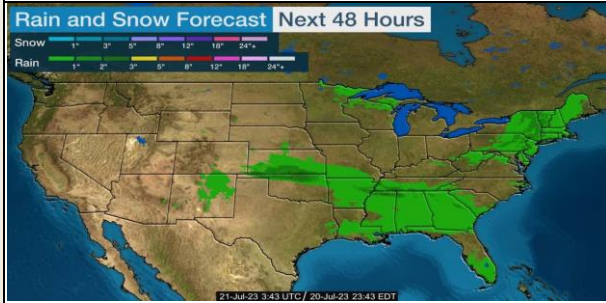 Rain and Snow Forecast Next 48 Hours
Snow
1" 3" 5" 8" 12" 18" 24"+
Rain
1" 2" 3" 5" 8" 12" 18" 24"+
21-Jul-23 3:43 UTC / 20-Jul-23 23:43 EDT